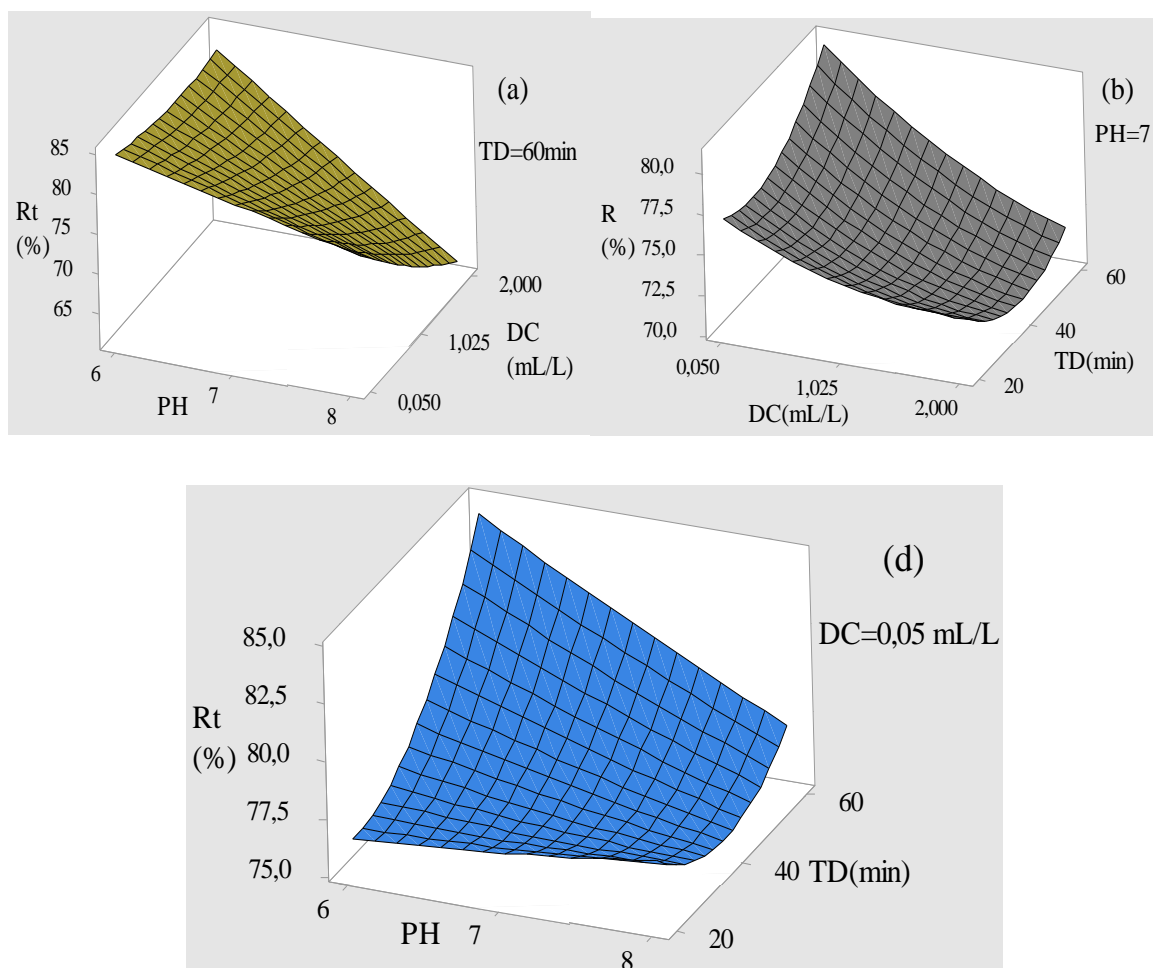 (a)
TD=60min
85
80
75
70
65
Rt
(%)
6
7
8
PH
0,050
1,025
2,000
DC
(mL/L)
(b)
PH=7
80,0
77,5
75,0
72,5
70,0
R
(%)
0,050
1,025
2,000
DC(mL/L)
20
40
60
TD(min)
(d)
DC=0,05 mL/L
85,0
82,5
80,0
77,5
75,0
Rt
(%)
6
7
8
PH
20
40
60
TD(min)